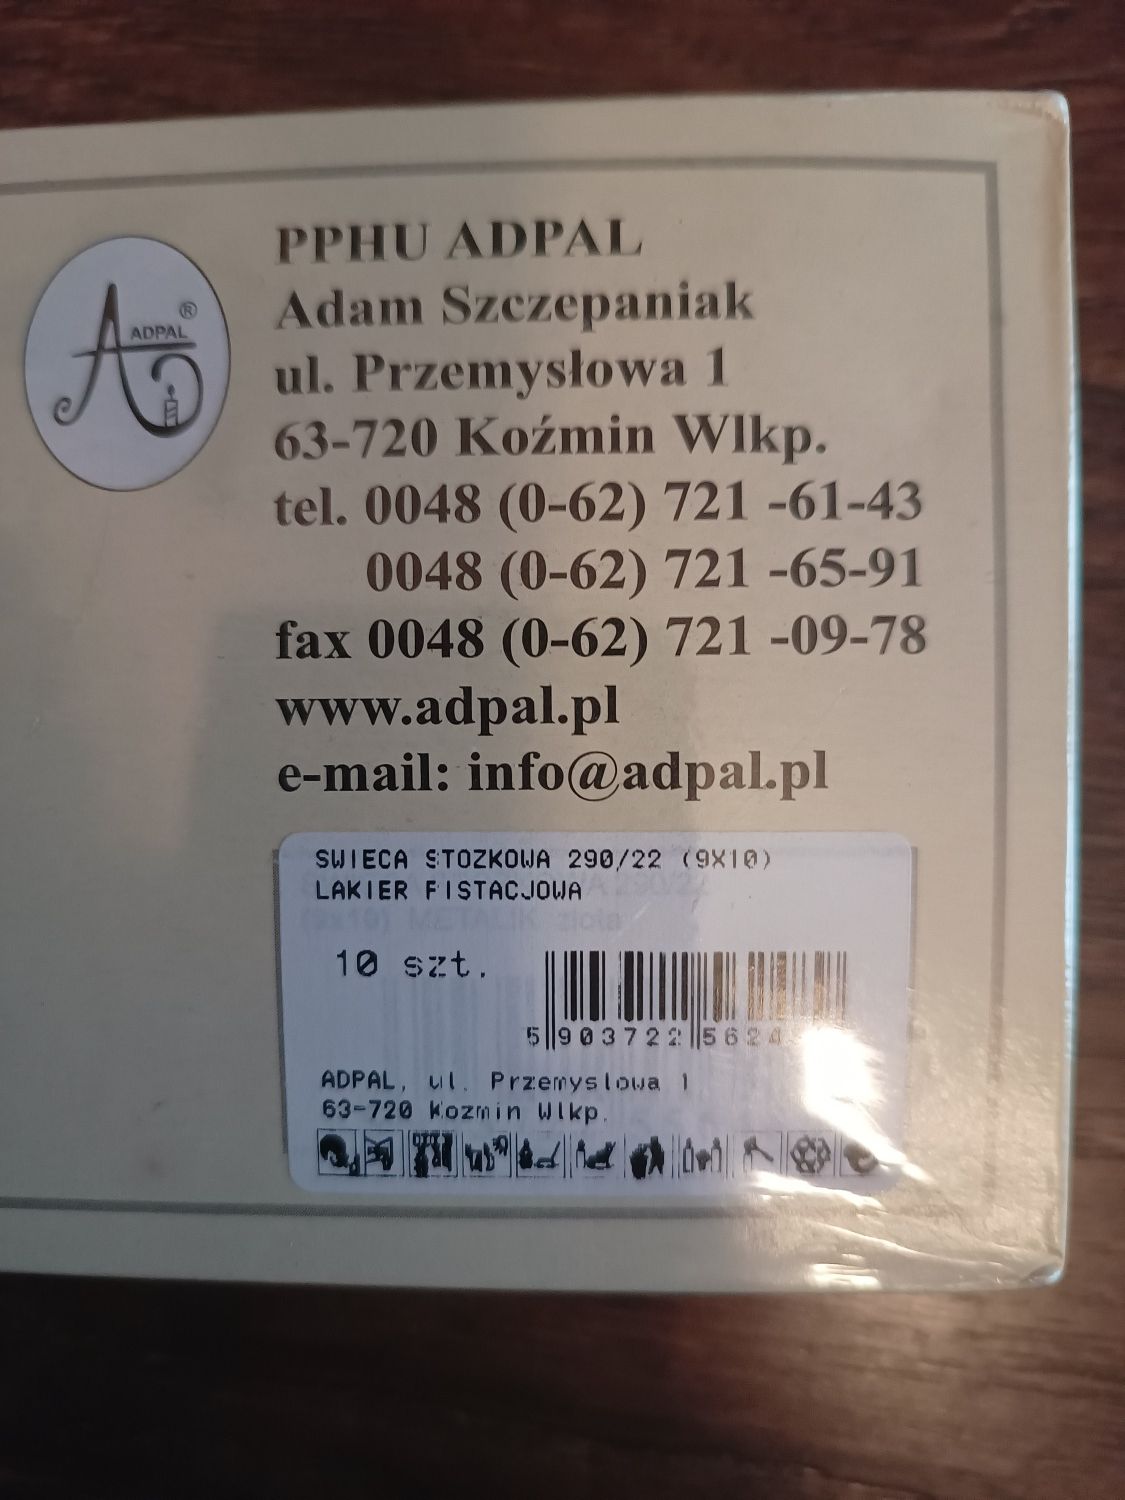 ADPAL ®
PPHU ADPAL
Adam Szczepaniak
ul. Przemysłowa 1
63-720 Koźmin Wlkp.
tel. 0048 (0-62) 721 -61-43
0048 (0-62) 721 -65-91
fax 0048 (0-62) 721 -09-78
www.adpal.pl
e-mail: info@adpal.pl
SWIECA STOZKOWA 290/22 (9X10)
LAKIER FISTACJOWA
10 szt.
5 903722 5624
ADPAL, ul. Przemyslowa 1
63-720 Kozmin Wlkp.